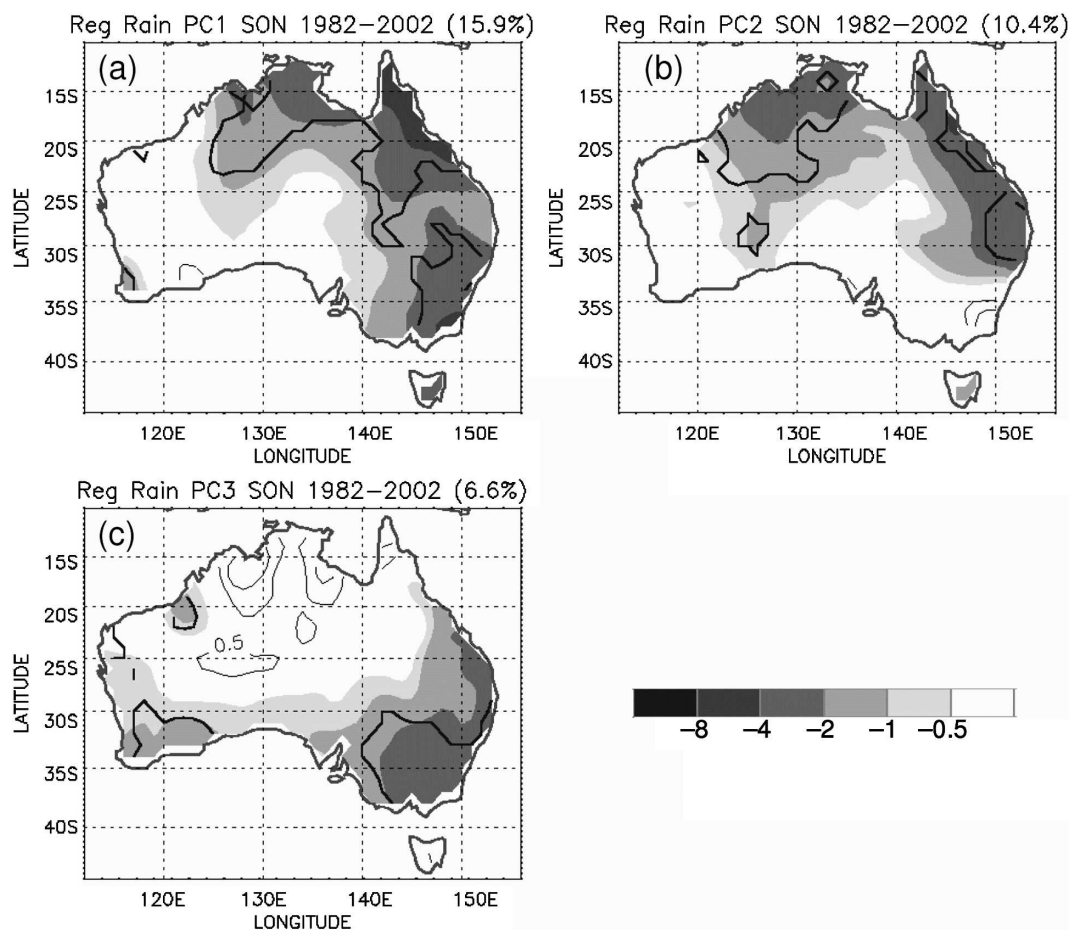 Reg Rain PC1 SON 1982−2002 (15.9%)
(a)
15S
20S
25S
30S
35S
40S
LATITUDE
120E 130E 140E 150E
LONGITUDE
Reg Rain PC2 SON 1982−2002 (10.4%)
(b)
15S
20S
25S
30S
35S
40S
LATITUDE
120E 130E 140E 150E
LONGITUDE
Reg Rain PC3 SON 1982−2002 (6.6%)
(c)
0.5
15S
20S
25S
30S
35S
40S
LATITUDE
120E 130E 140E 150E
LONGITUDE
−8 −4 −2 −1 −0.5